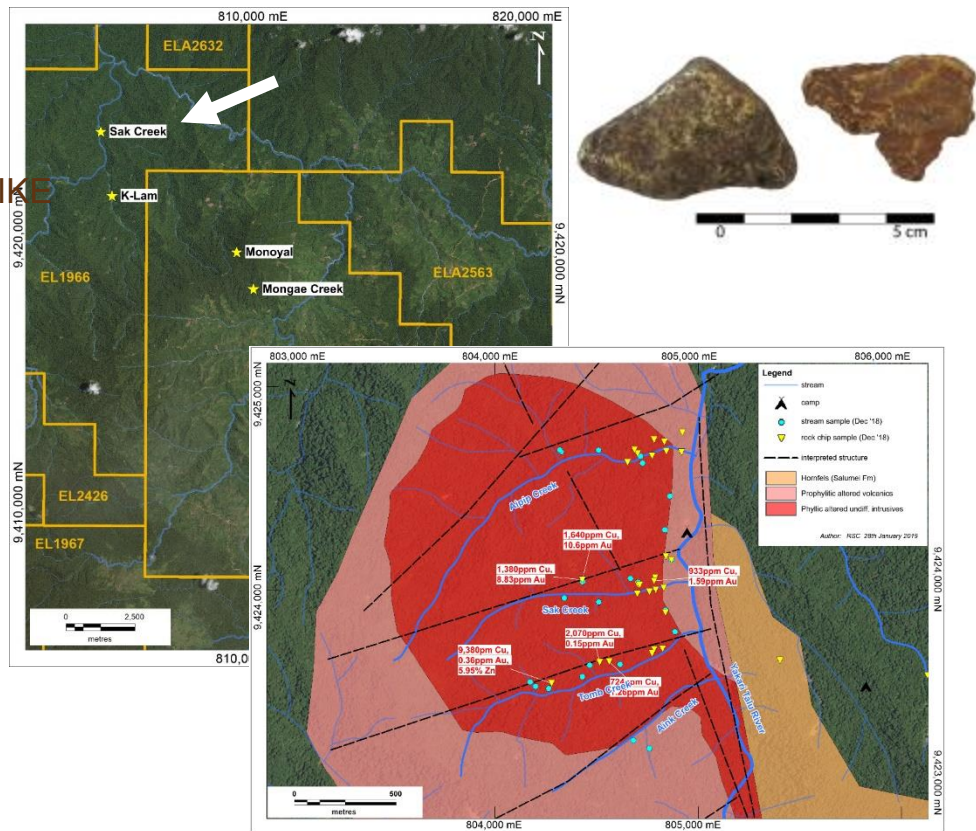 810,000 mE
820,000 mE
ELA2632
Sak Creek
K-Lam
9,420,000 mN
9,420,000 mN
EL1966
Monoyal
Mongae Creek
ELA2563
9,410,000 mN
EL2426
EL1967
0 2,500
metres
0 5 cm
803,000 mE
804,000 mE
805,000 mE
806,000 mE
9,425,000 mN
Legend
stream
camp
stream sample (Dec '18)
rock chip sample (Dec '18)
interpreted structure
Hornfels (Salumei Fm)
Prophylitic altered volcanics
Phyllic altered undiff. intrusives
Author: RSC 28th January 2019
Aipip Creek
1,640ppm Cu,
10.6ppm Au
1,380ppm Cu,
8.83ppm Au
933ppm Cu,
1.59ppm Au
9,424,000 mN
9,424,000 mN
Sak Creek
2,070ppm Cu,
0.15ppm Au
9,380pm Cu,
0.36ppm Au,
5.95% Zn
Tomb Creek
Aink Creek
9,423,000 mN
0 500
metres
804,000 mE
805,000 mE